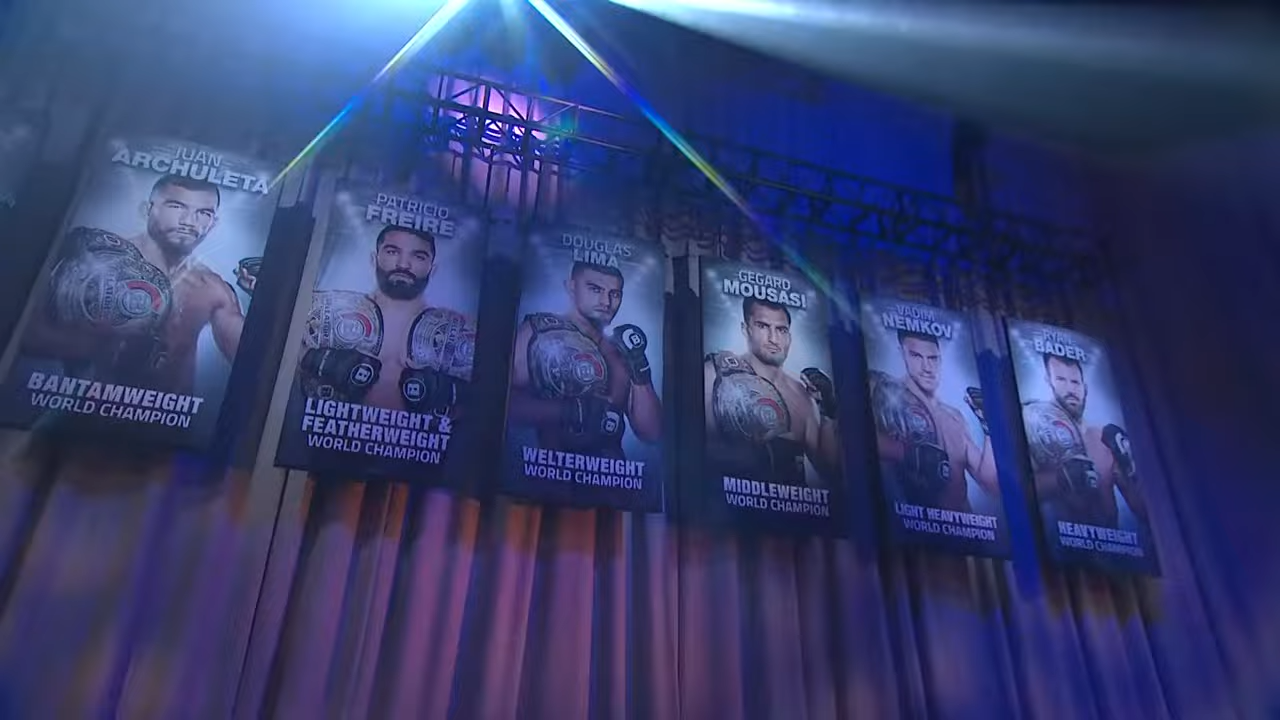 JUAN
ARCHULETA
BANTAMWEIGHT
WORLD CHAMPION
PATRICIO
FREIRE
LIGHTWEIGHT &
FEATHERWEIGHT
WORLD CHAMPION
DOUGLAS
LIMA
WELTERWEIGHT
WORLD CHAMPION
GEGARD
MOUSASI
MIDDLEWEIGHT
WORLD CHAMPION
VADIM
NEMKOV
LIGHT HEAVYWEIGHT
WORLD CHAMPION
RYAN
BADER
HEAVYWEIGHT
WORLD CHAMPION